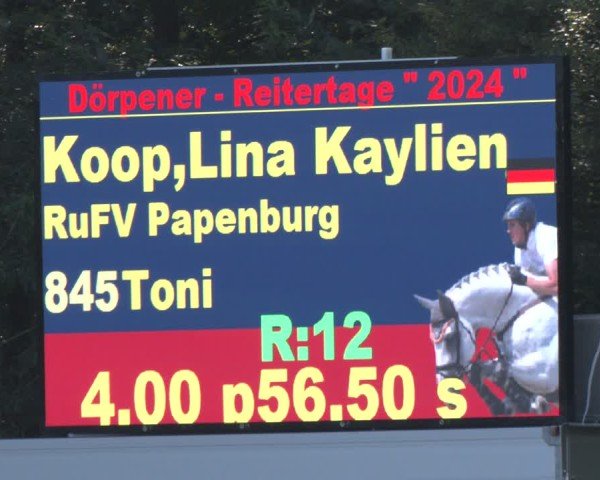 Dörpener - Reitertage " 2024 "
Koop,Lina Kaylien
RuFV Papenburg
845Toni
R:12
4.00 p56.50 s